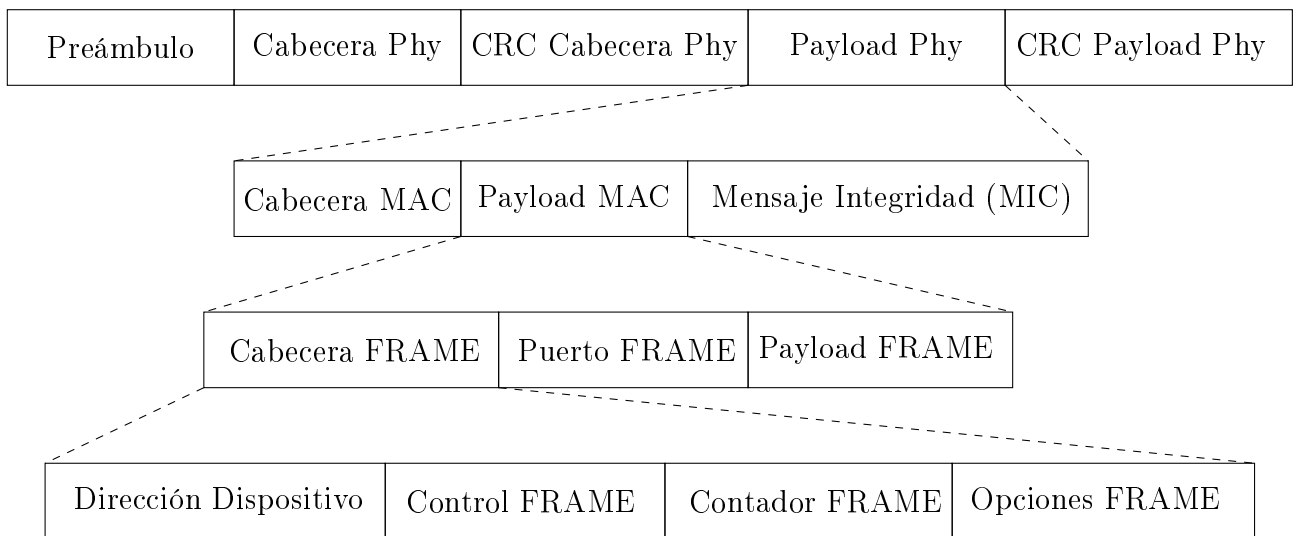 Preámbulo Cabecera Phy CRC Cabecera Phy Payload Phy CRC Payload Phy
Cabecera MAC Payload MAC Mensaje Integridad (MIC)
Cabecera FRAME Puerto FRAME Payload FRAME
Dirección Dispositivo Control FRAME Contador FRAME Opciones FRAME